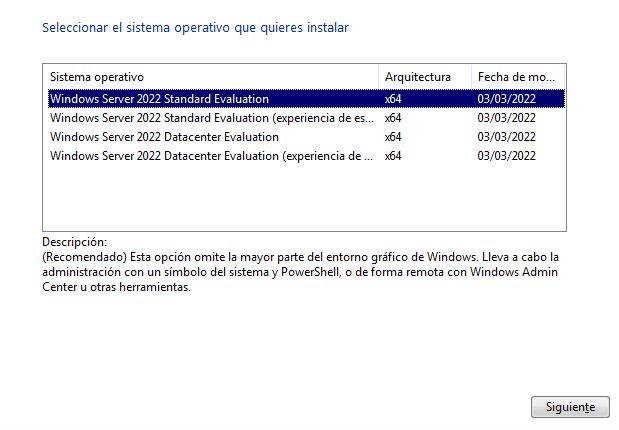 Seleccionar el sistema operativo que quieres instalar
Sistema operativo Arquitectura Fecha de mo...
Windows Server 2022 Standard Evaluation x64 03/03/2022
Windows Server 2022 Standard Evaluation (experiencia de es... x64 03/03/2022
Windows Server 2022 Datacenter Evaluation x64 03/03/2022
Windows Server 2022 Datacenter Evaluation (experiencia de ... x64 03/03/2022
Descripción:
(Recomendado) Esta opción omite la mayor parte del entorno gráfico de Windows. Lleva a cabo la
administración con un símbolo del sistema y PowerShell, o de forma remota con Windows Admin
Center u otras herramientas.
Siguiente